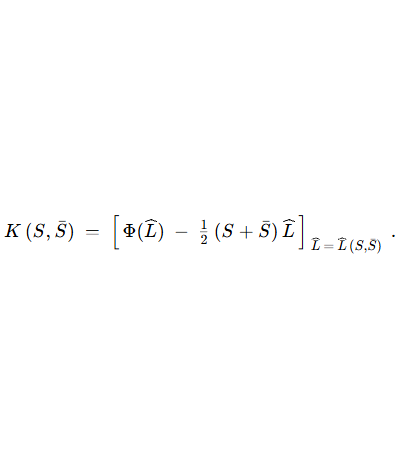 K(S, S̄) = [ Φ(L̂) − ½ (S + S̄) L̂ ]_{L̂ = L̂(S,S̄)} .